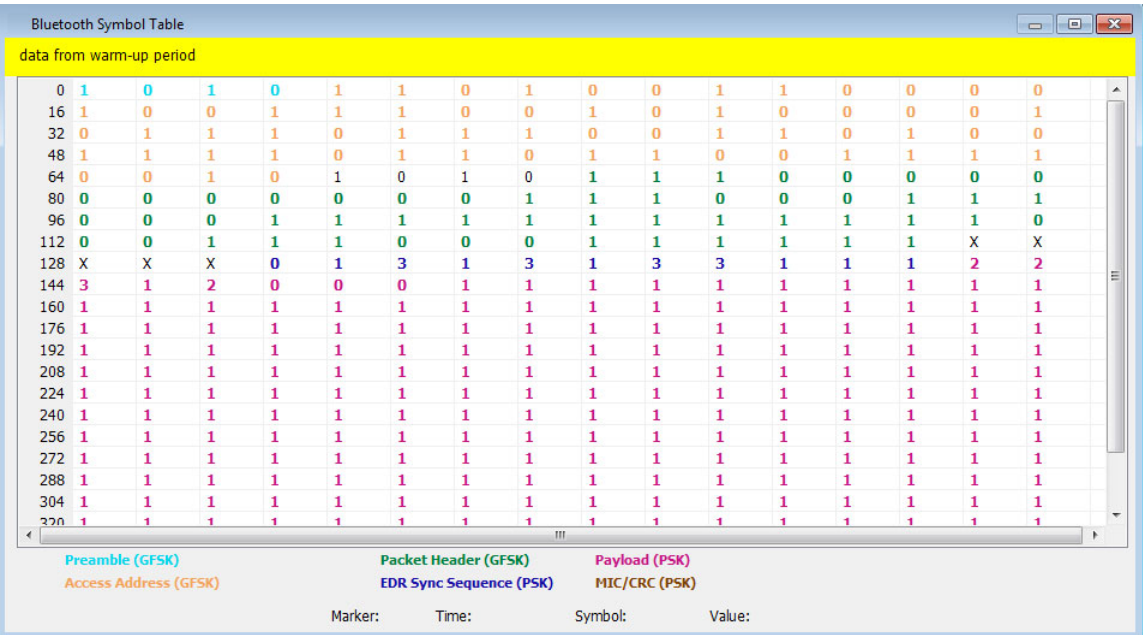 Bluetooth Symbol Table
data from warm-up period
0 1 0 1 0 1 1 0 1 0 0 1 1 0 0 0 0
16 1 0 0 1 1 1 0 0 1 0 1 0 0 0 0 1
32 0 1 1 1 0 1 1 1 0 0 1 1 0 1 0 0
48 1 1 1 1 0 1 1 0 1 1 0 0 1 1 1 1
64 0 0 1 0 1 0 1 0 1 1 1 0 0 0 0 0
80 0 0 0 0 0 0 0 1 1 1 0 0 0 1 1 1
96 0 0 0 1 1 1 1 1 1 1 1 1 1 1 1 0
112 0 0 1 1 1 0 0 0 1 1 1 1 1 1 X X
128 X X X 0 1 3 1 3 1 3 3 1 1 1 2 2
144 3 1 2 0 0 0 1 1 1 1 1 1 1 1 1 1
160 1 1 1 1 1 1 1 1 1 1 1 1 1 1 1 1
176 1 1 1 1 1 1 1 1 1 1 1 1 1 1 1 1
192 1 1 1 1 1 1 1 1 1 1 1 1 1 1 1 1
208 1 1 1 1 1 1 1 1 1 1 1 1 1 1 1 1
224 1 1 1 1 1 1 1 1 1 1 1 1 1 1 1 1
240 1 1 1 1 1 1 1 1 1 1 1 1 1 1 1 1
256 1 1 1 1 1 1 1 1 1 1 1 1 1 1 1 1
272 1 1 1 1 1 1 1 1 1 1 1 1 1 1 1 1
288 1 1 1 1 1 1 1 1 1 1 1 1 1 1 1 1
304 1 1 1 1 1 1 1 1 1 1 1 1 1 1 1 1
320 1 1 1 1 1 1 1 1 1 1 1 1 1 1 1 1
Preamble (GFSK) Packet Header (GFSK) Payload (PSK)
Access Address (GFSK) EDR Sync Sequence (PSK) MIC/CRC (PSK)
Marker: Time: Symbol: Value: